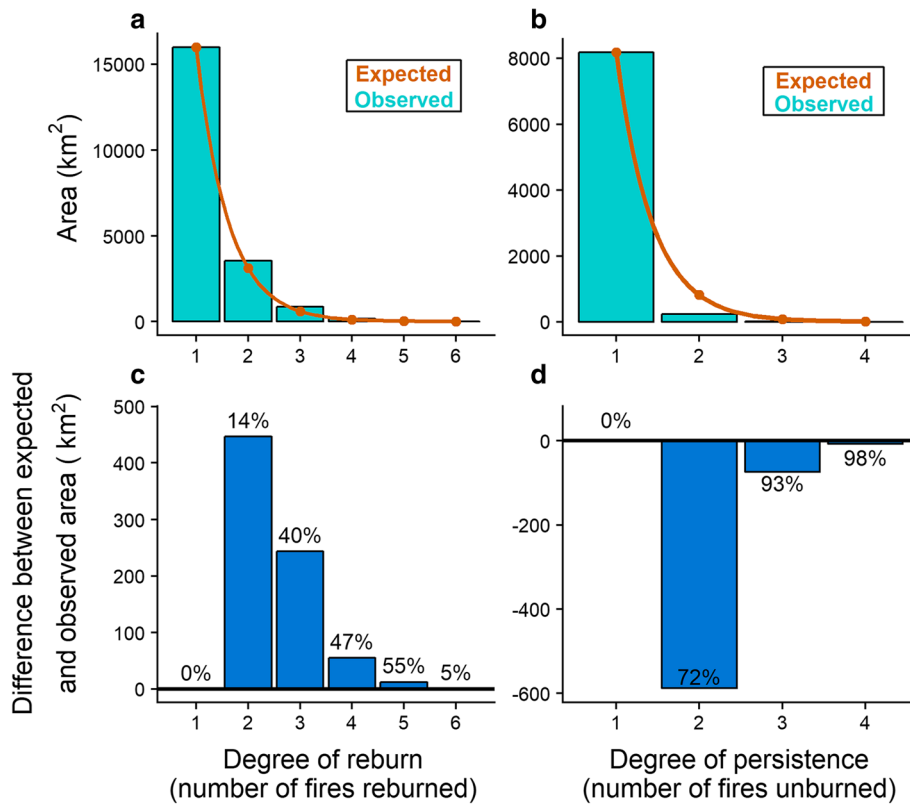 a
b
Area (km²)
15000
10000
5000
0
Expected
Observed
1 2 3 4 5 6
8000
6000
4000
2000
0
Expected
Observed
1 2 3 4
c
d
Difference between expected
and observed area ( km²)
500
400
300
200
100
0
0%
14%
40%
47%
55%
5%
1 2 3 4 5 6
Degree of reburn
(number of fires reburned)
0
-200
-400
-600
0%
72%
93%
98%
1 2 3 4
Degree of persistence
(number of fires unburned)